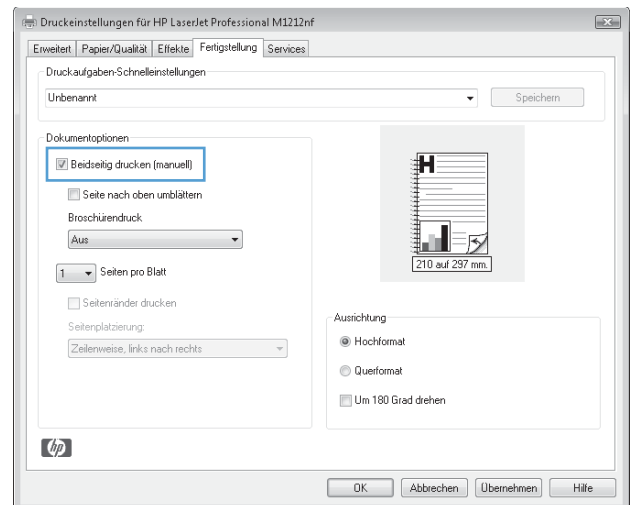 Druckeinstellungen für HP LaserJet Professional M1212nf
Erweitert Papier/Qualität Effekte Fertigstellung Services
Druckaufgaben-Schnelleinstellungen
Unbenannt Speichern
Dokumentoptionen
Beidseitig drucken (manuell)
Seite nach oben umblättern
Broschürendruck
Aus
1 Seiten pro Blatt
Seitenränder drucken
Seitenplatzierung:
Zeilenweise, links nach rechts
H
210 auf 297 mm.
Ausrichtung
Hochformat
Querformat
Um 180 Grad drehen
hp
OK Abbrechen Übernehmen Hilfe